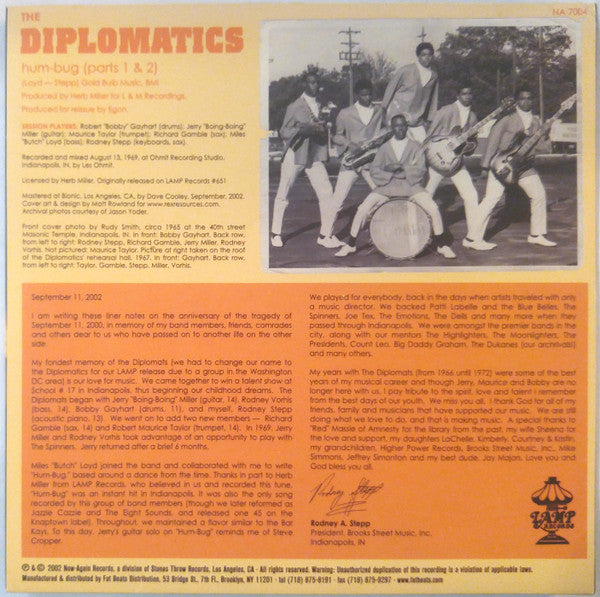 THE
DIPLOMATICS
NA 7004
hum-bug (parts 1 & 2)
(Loyd — Stepp) Gold Bulb Music, BMI
Produced by Herb Miller for L & M Recordings.
Produced for reissue by Egon.
SESSION PLAYERS: Robert "Bobby" Gayhart (drums); Jerry "Boing-Boing"
Miller (guitar); Maurice Taylor (trumpet); Richard Gamble (sax); Miles
"Butch" Loyd (bass); Rodney Stepp (keyboards, sax).
Recorded and mixed August 13, 1969, at Ohmit Recording Studio,
Indianapolis, IN, by Les Ohmit.
Licensed by Herb Miller. Originally released on LAMP Records #651
Mastered at Bionic, Los Angeles, CA, by Dave Cooley, September, 2002.
Cover art & design by Matt Rowland for www.rexresources.com.
Archival photos courtesy of Jason Yoder.
Front cover photo by Rudy Smith, circa 1965 at the 40th street
Masonic Temple, Indianapolis, IN. In front: Bobby Gayhart. Back row,
from left to right: Rodney Stepp, Richard Gamble, Jerry Miller, Rodney
Vorhis. Not pictured: Maurice Taylor. Picture at right taken on the roof
of the Diplomatics' rehearsal hall, 1967. In front: Gayhart. Back row,
from left to right: Taylor, Gamble, Stepp, Miller, Vorhis.
September 11, 2002
I am writing these liner notes on the anniversary of the tragedy of
September 11, 2000, in memory of my band members, friends, comrades
and others dear to us who have passed on to another life on the other
side
My fondest memory of the Diplomats (we had to change our name to
the Diplomatics for our LAMP release due to a group in the Washington
DC area) is our love for music. We came together to win a talent show at
School # 17 in Indianapolis, thus beginning our childhood dreams. The
Diplomats began with Jerry "Boing-Boing" Miller (guitar, 14), Rodney Vorhis
(bass, 14), Bobby Gayhart (drums, 11), and myself, Rodney Stepp
(acoustic piano, 13). We went on to add two new members — Richard
Gamble (sax, 14) and Robert Maurice Taylor (trumpet, 14). In 1969, Jerry
Miller and Rodney Vorhis took advantage of an opportunity to play with
The Spinners. Jerry returned after a brief 6 months.
Miles "Butch" Loyd joined the band and collaborated with me to write
"Hum-Bug," based around a dance from the time. Thanks in part to Herb
Miller from LAMP Records, who believed in us and recorded this tune,
"Hum-Bug" was an instant hit in Indianapolis. It was also the only song
recorded by this group of band members (though we later reformed as
Jazzie Cazzie and The Eight Sounds, and released one 45 on the
Knaptown label). Throughout, we maintained a flavor similar to the Bar
Kays. To this day, Jerry's guitar solo on "Hum-Bug" reminds me of Steve
Cropper.
We played for everybody, back in the days when artists traveled with only
a music director. We backed Patti Labelle and the Blue Belles, The
Spinners, Joe Tex, The Emotions, The Dells and many more when they
passed through Indianapolis. We were amongst the premier bands in the
city, along with our mentors The Highlighters, The Moonlighters, The
Presidents, Count Leo, Big Daddy Graham, The Dukanes (our archrivals!)
and many others.
My years with The Diplomats (from 1966 until 1972) were some of the best
years of my musical career and though Jerry, Maurice and Bobby are no
longer here with us, I pay tribute to the spirit, love and talent I remember
from the best days of our youth. We miss you all. I thank God for all of my
friends, family and musicians that have supported our music. We are still
doing what we love to do, and that is making music. A special thanks to
"Red" Massie of Amnesty for the library from the past, my wife Sheena for
the love and support, my daughters LaChelle, Kimberly, Courtney & Kristin,
my grandchildren, Higher Power Records, Brooks Street Music, Inc., Mike
Simmons, Jeffrey Simonton and my best dude, Jay Majan. Love you and
God bless you all.
Rodney Stepp
Rodney A. Stepp
President, Brooks Street Music, Inc.
Indianapolis, IN
LAMP
RECORDS
℗ & © 2002 Now-Again Records, a division of Stones Throw Records, Los Angeles, CA · All Rights Reserved. Warning: Unauthorized duplication of this recording is a violation of applicable laws.
Manufactured & distributed by Fat Beats Distribution, 53 Bridge St., 7th Fl., Brooklyn, NY 11201 · tel (718) 875-8191 · fax (718) 875-9297 · www.fatbeats.com